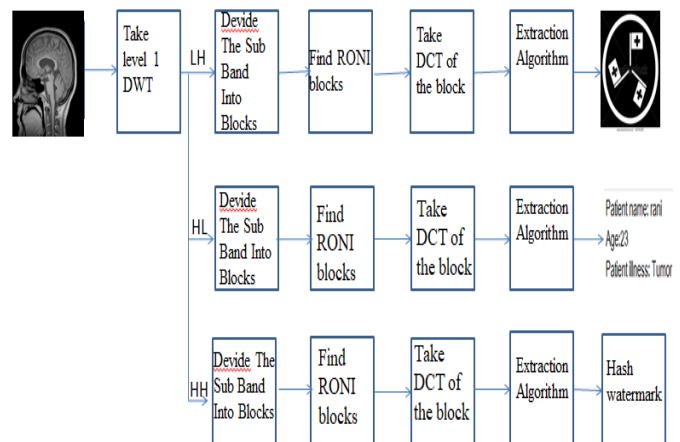 Take
level 1
DWT
LH
Devide
The Sub
Band
Into
Blocks
Find RONI
blocks
Take
DCT of
the block
Extraction
Algorithm
HL
Devide
The Sub
Band Into
Blocks
Find
RONI
blocks
Take
DCT of
the block
Extraction
Algorithm
Patient name: rani
Age:23
Patient illness: Tumor
HH
Devide The
Sub Band
Into Blocks
Find
RONI
blocks
Take
DCT of
the block
Extraction
Algorithm
Hash
watermark